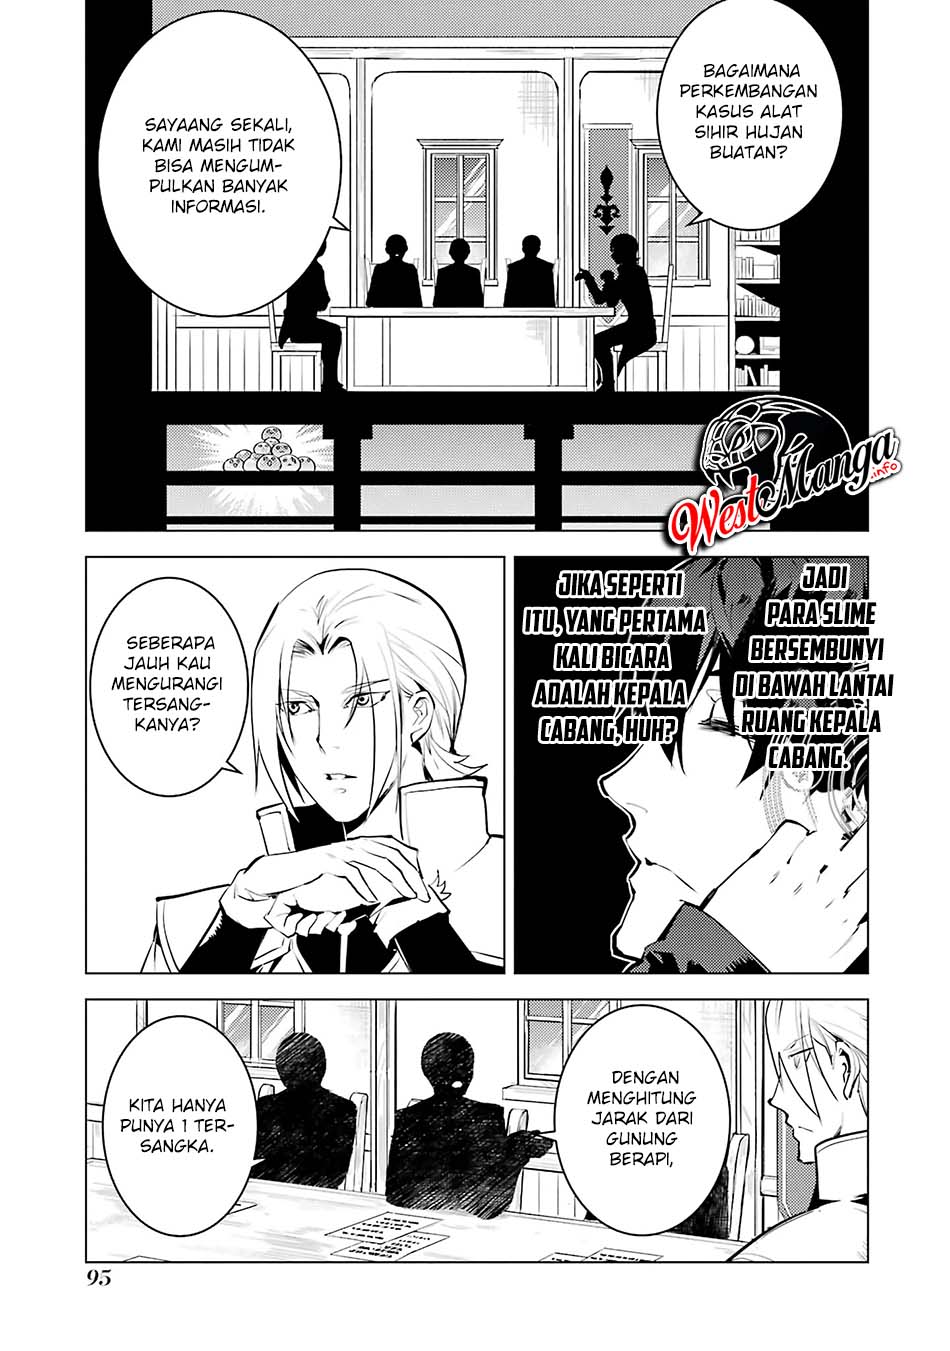 BAGAIMANA
PERKEMBANGAN
KASUS ALAT
SIHIR HUJAN
BUATAN?
SAYAANG SEKALI,
KAMI MASIH TIDAK
BISA MENGUM-
PULKAN BANYAK
INFORMASI.
WestManga
.info
JADI
PARA SLIME
BERSEMBUNYI
DI BAWAH LANTAI
RUANG KEPALA
CABANG.
JIKA SEPERTI
ITU, YANG PERTAMA
KALI BICARA
ADALAH KEPALA
CABANG, HUH?
SEBERAPA
JAUH KAU
MENGURANGI
TERSANG-
KANYA?
DENGAN
MENGHITUNG
JARAK DARI
GUNUNG
BERAPI,
KITA HANYA
PUNYA 1 TER-
SANGKA.
95